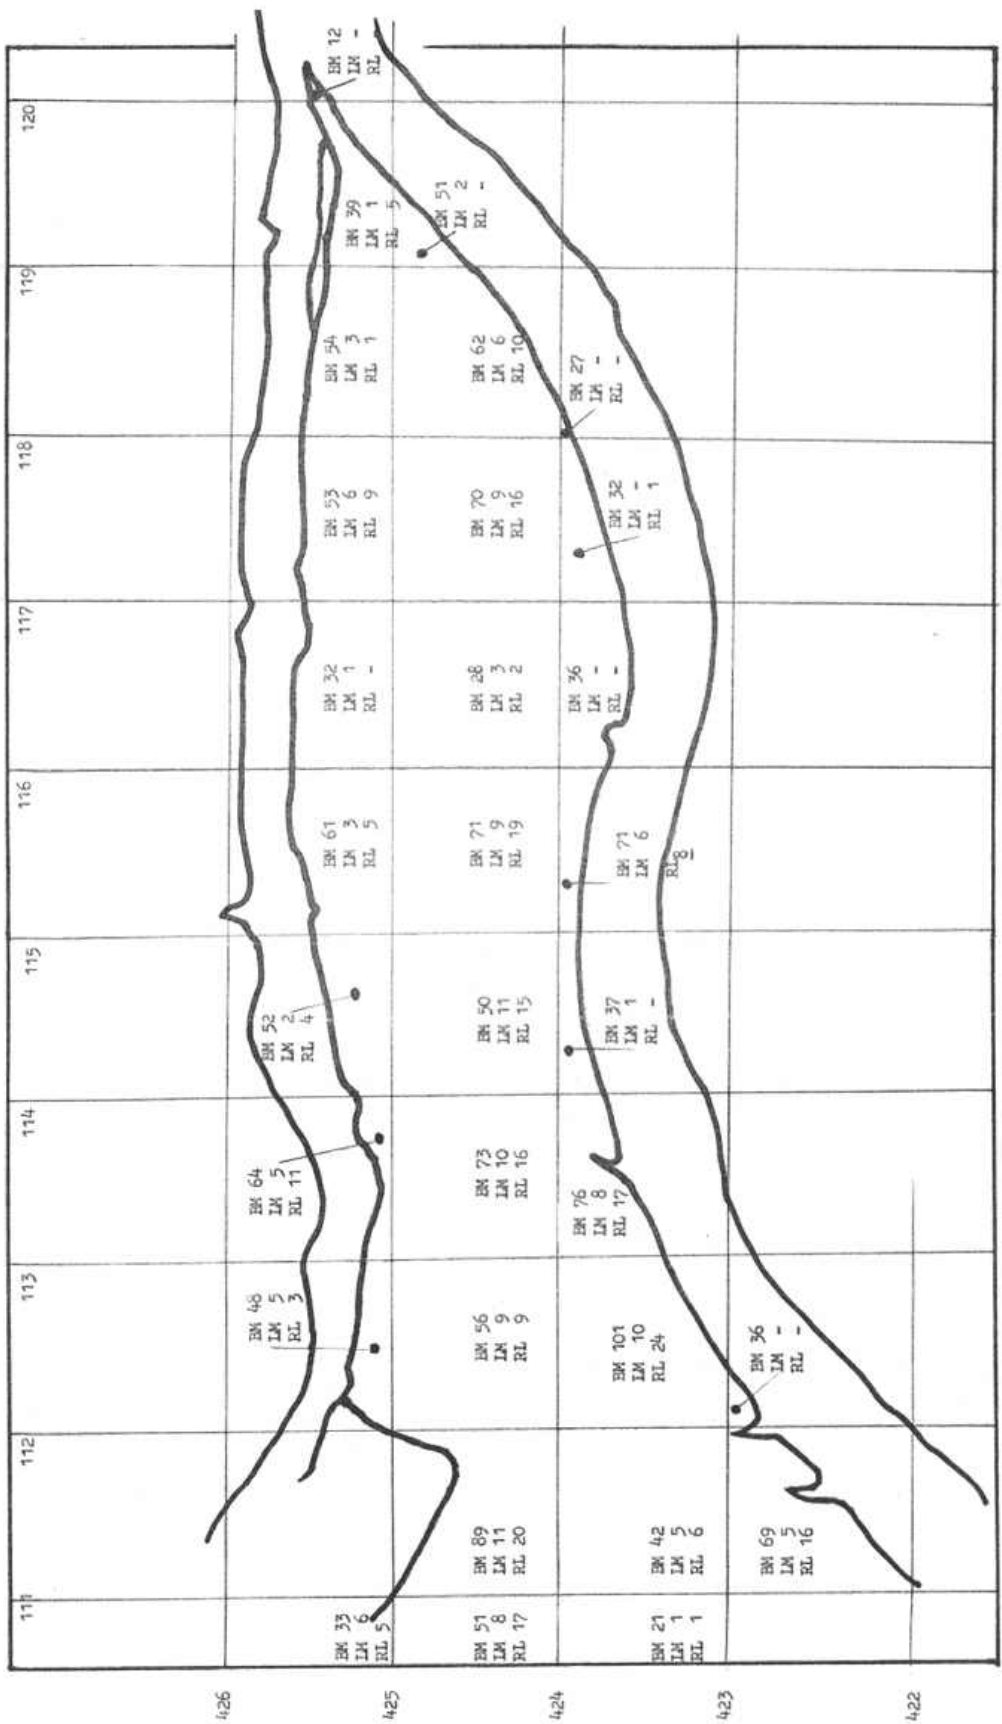 111
112
113
114
115
116
117
118
119
120
426
BM 48
LM 5
RL 3
BM 64
LM 5
RL 11
BM 52
LM 2
RL 4
BM 12
LM -
RL -
425
BM 33
LM 6
RL 5
BM 61
LM 3
RL 5
BM 32
LM 1
RL -
BM 53
LM 6
RL 9
BM 54
LM 3
RL 1
BM 39
LM 1
RL 5
BM 51
LM 2
RL -
BM 51
LM 8
RL 17
BM 89
LM 11
RL 20
BM 56
LM 9
RL 9
BM 73
LM 10
RL 16
BM 50
LM 11
RL 15
BM 71
LM 9
RL 19
BM 28
LM 3
RL 2
BM 70
LM 9
RL 16
BM 62
LM 6
RL 10
424
BM 76
LM 8
RL 17
BM 37
LM 1
RL -
BM 71
LM 6
RL 8
BM 36
LM -
RL -
BM 32
LM -
RL 1
BM 27
LM -
RL -
BM 101
LM 10
RL 24
423
BM 21
LM 1
RL 1
BM 42
LM 5
RL 6
BM 36
LM -
RL -
BM 69
LM 5
RL 16
422